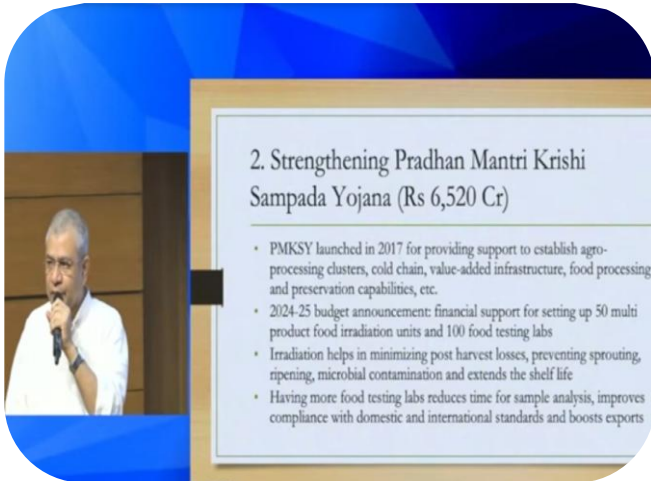 2. Strengthening Pradhan Mantri Krishi
Sampada Yojana (Rs 6,520 Cr)
• PMKSY launched in 2017 for providing support to establish agro-
processing clusters, cold chain, value-added infrastructure, food processing
and preservation capabilities, etc.
• 2024-25 budget announcement: financial support for setting up 50 multi
product food irradiation units and 100 food testing labs
• Irradiation helps in minimizing post harvest losses, preventing sprouting,
ripening, microbial contamination and extends the shelf life
• Having more food testing labs reduces time for sample analysis, improves
compliance with domestic and international standards and boosts exports